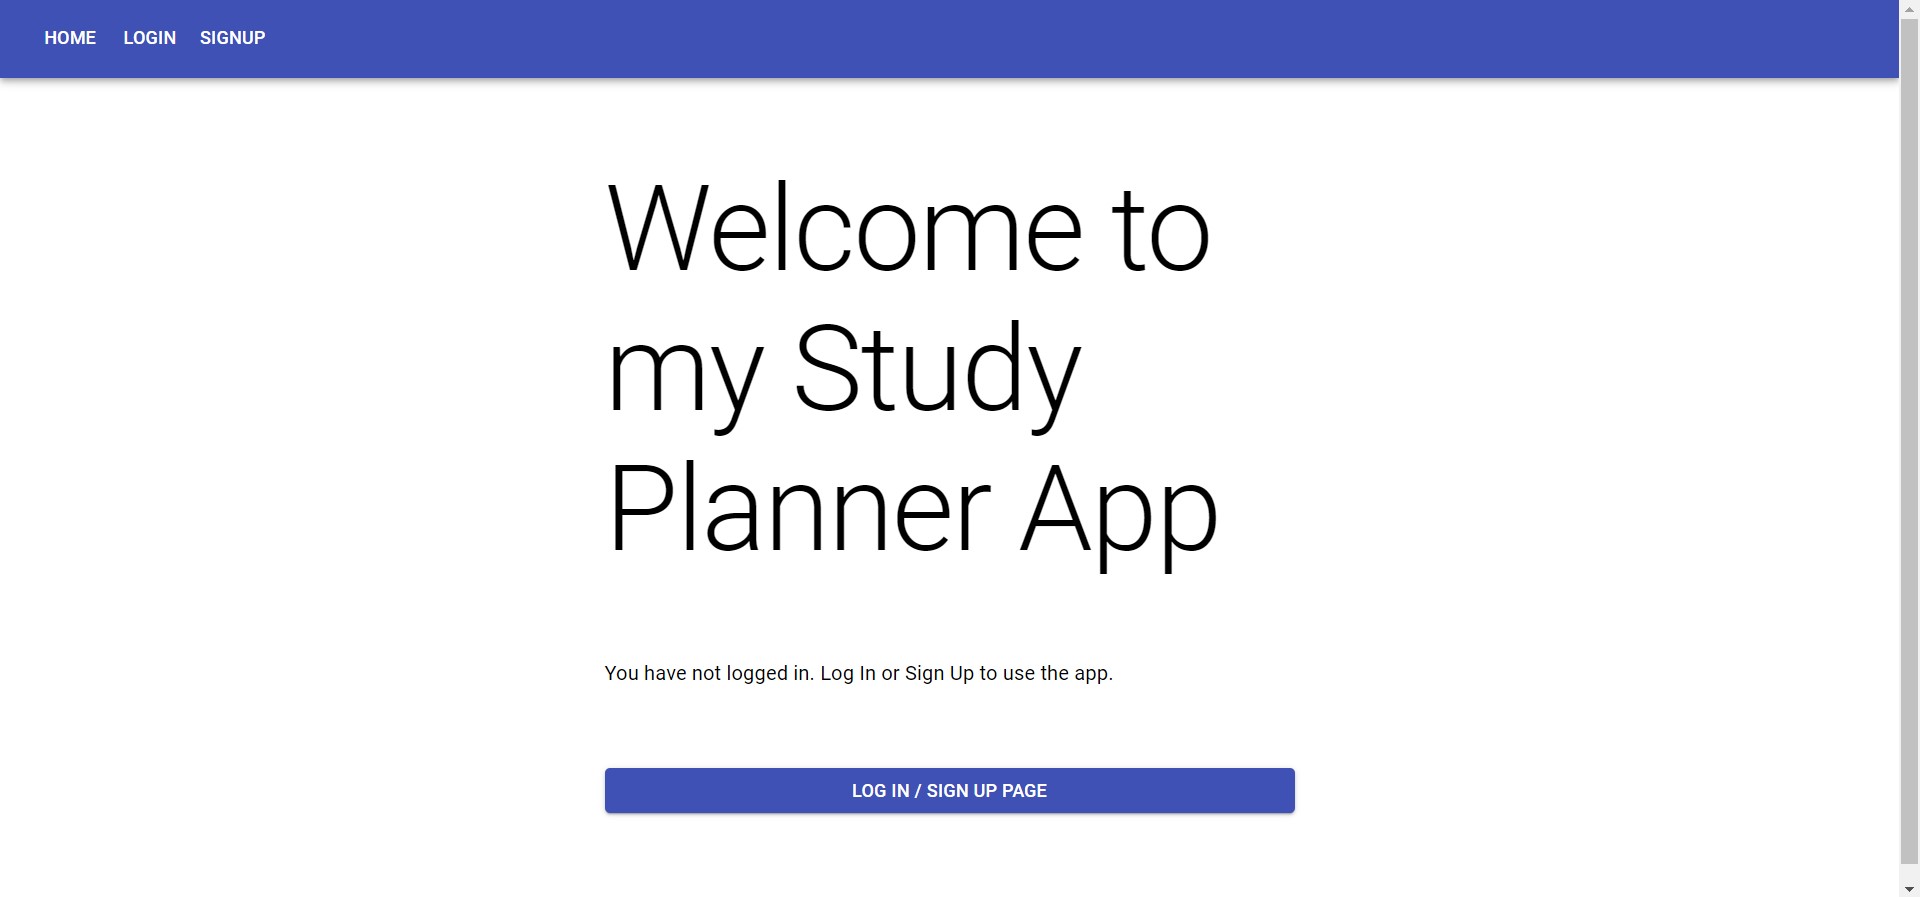 HOME LOGIN SIGNUP
Welcome to
my Study
Planner App
You have not logged in. Log In or Sign Up to use the app.
LOG IN / SIGN UP PAGE